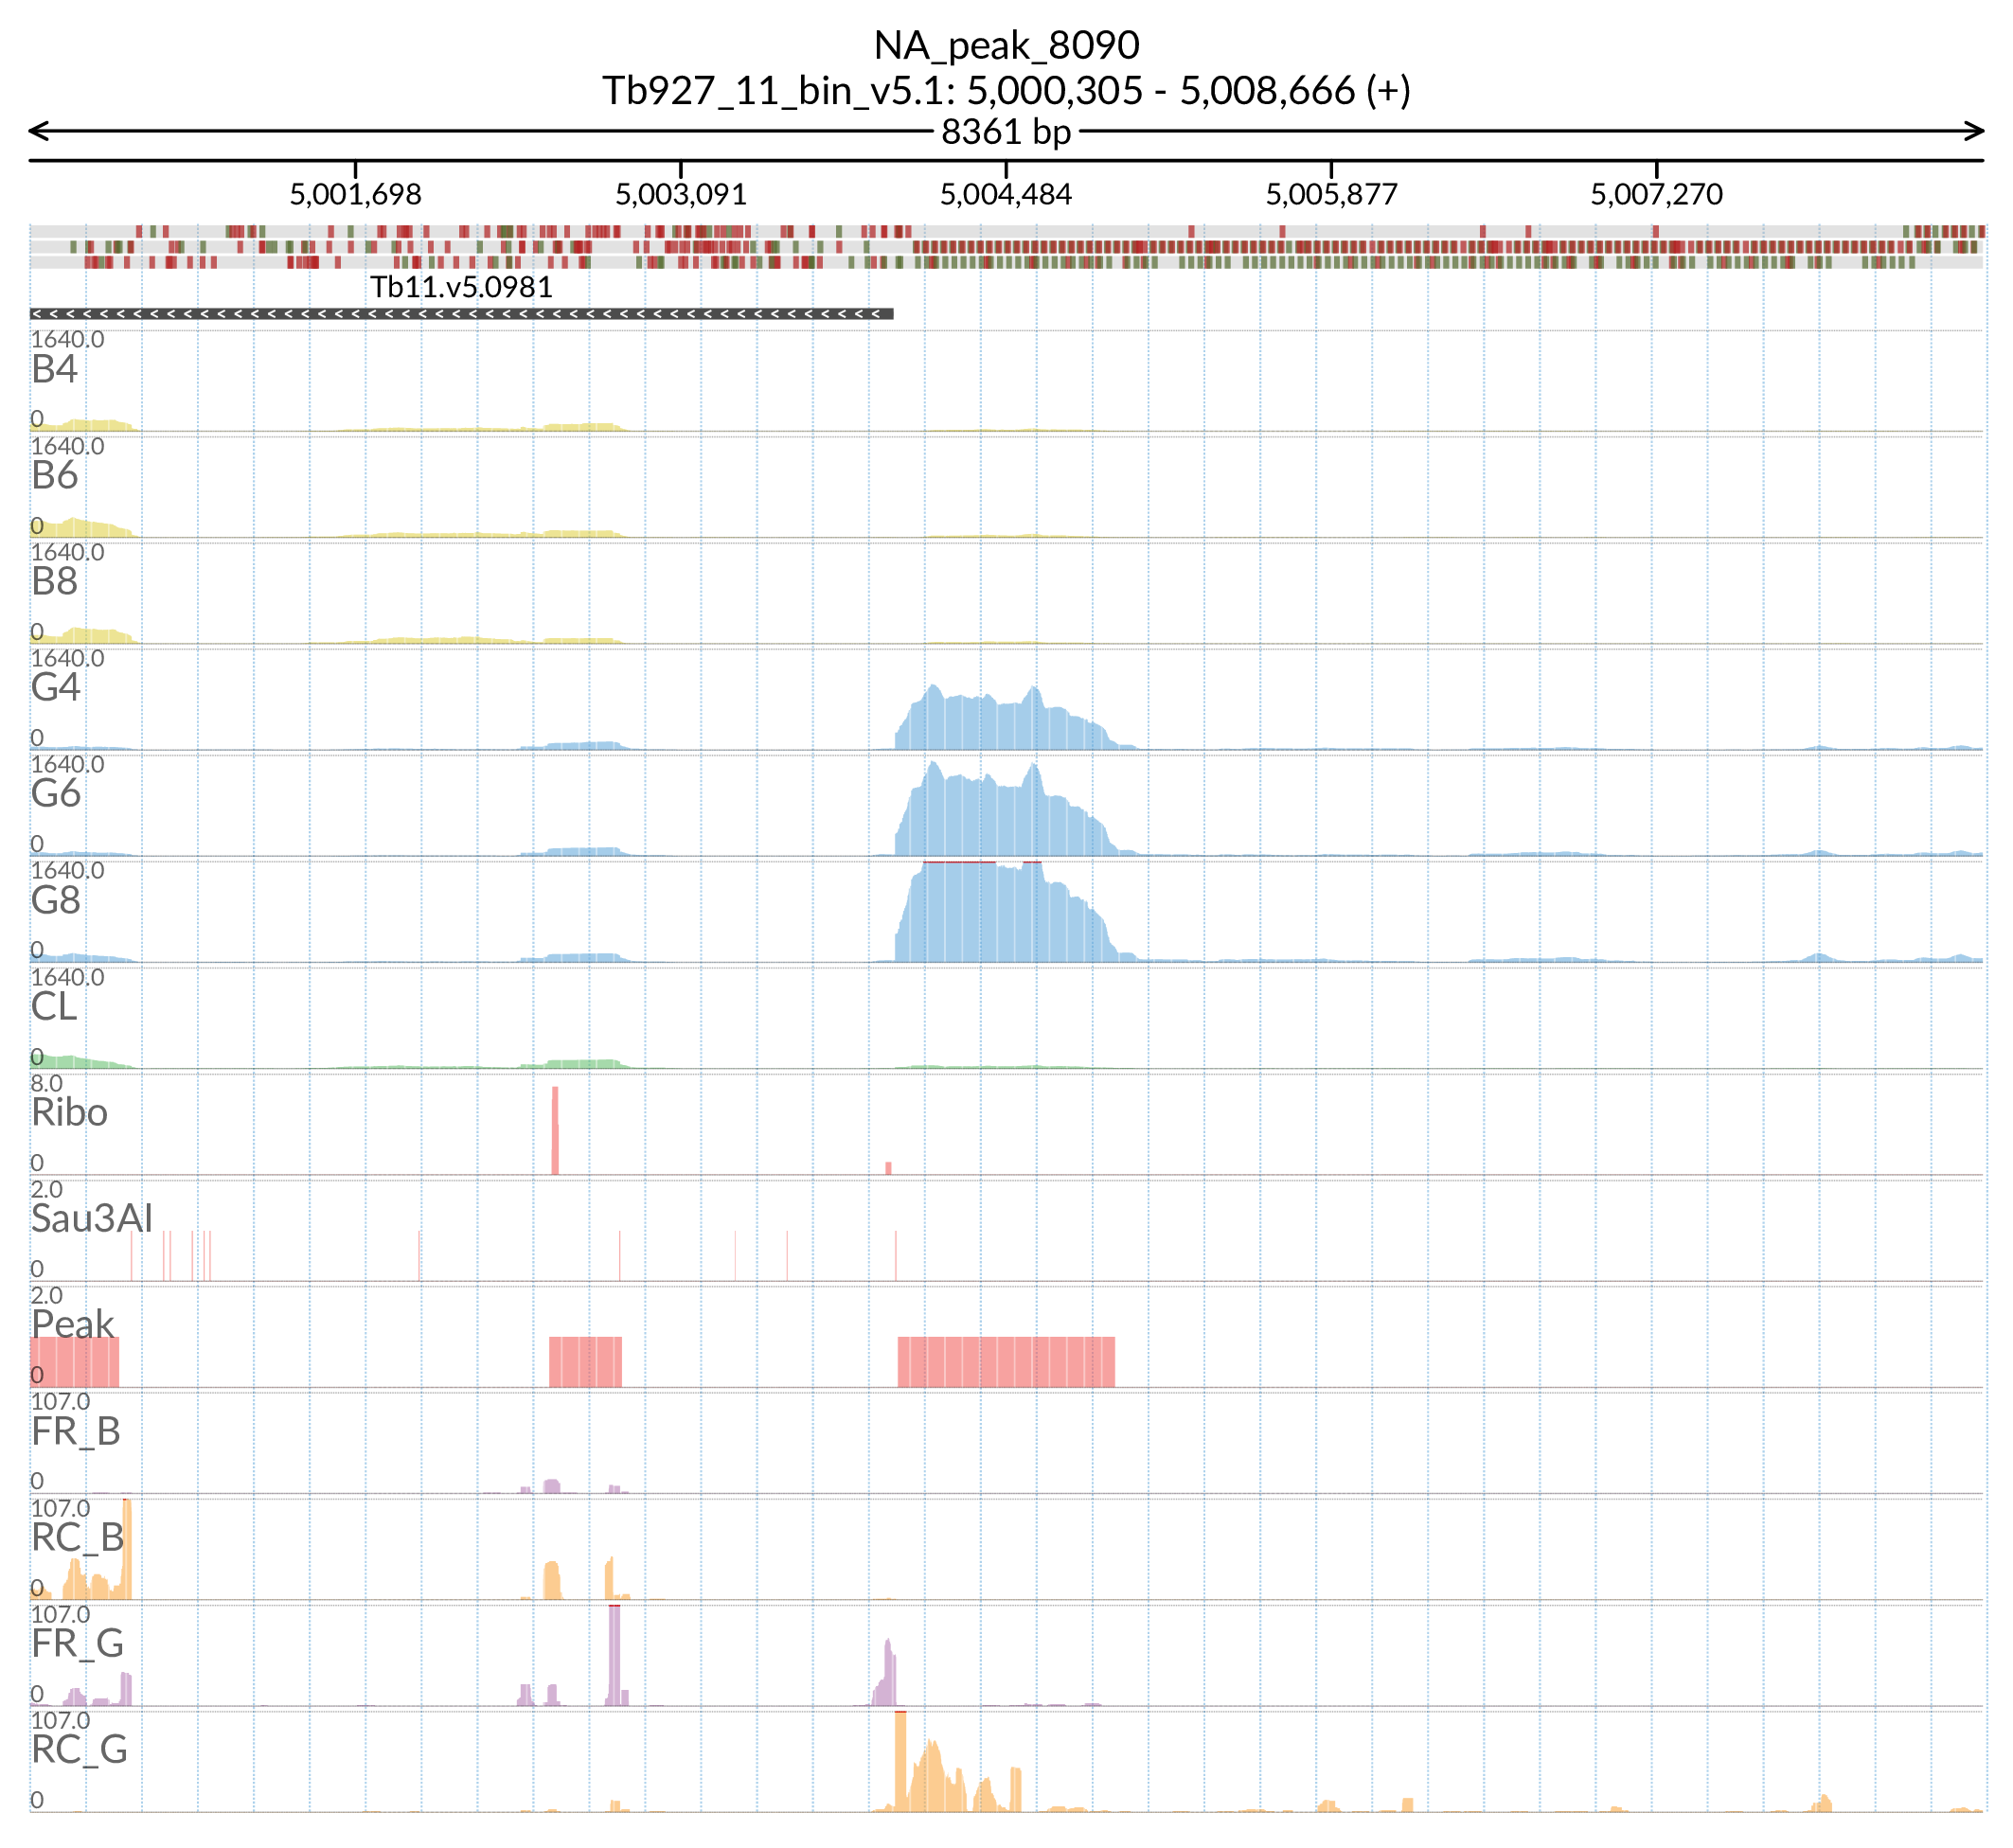 NA_peak_8090
Tb927_11_bin_v5.1: 5,000,305 - 5,008,666 (+)
8361 bp
5,001,698 5,003,091 5,004,484 5,005,877 5,007,270
Tb11.v5.0981
1640.0
B4
0
1640.0
B6
0
1640.0
B8
0
1640.0
G4
0
1640.0
G6
0
1640.0
G8
0
1640.0
CL
0
8.0
Ribo
0
2.0
Sau3AI
0
2.0
Peak
0
107.0
FR_B
0
107.0
RC_B
0
107.0
FR_G
0
107.0
RC_G
0